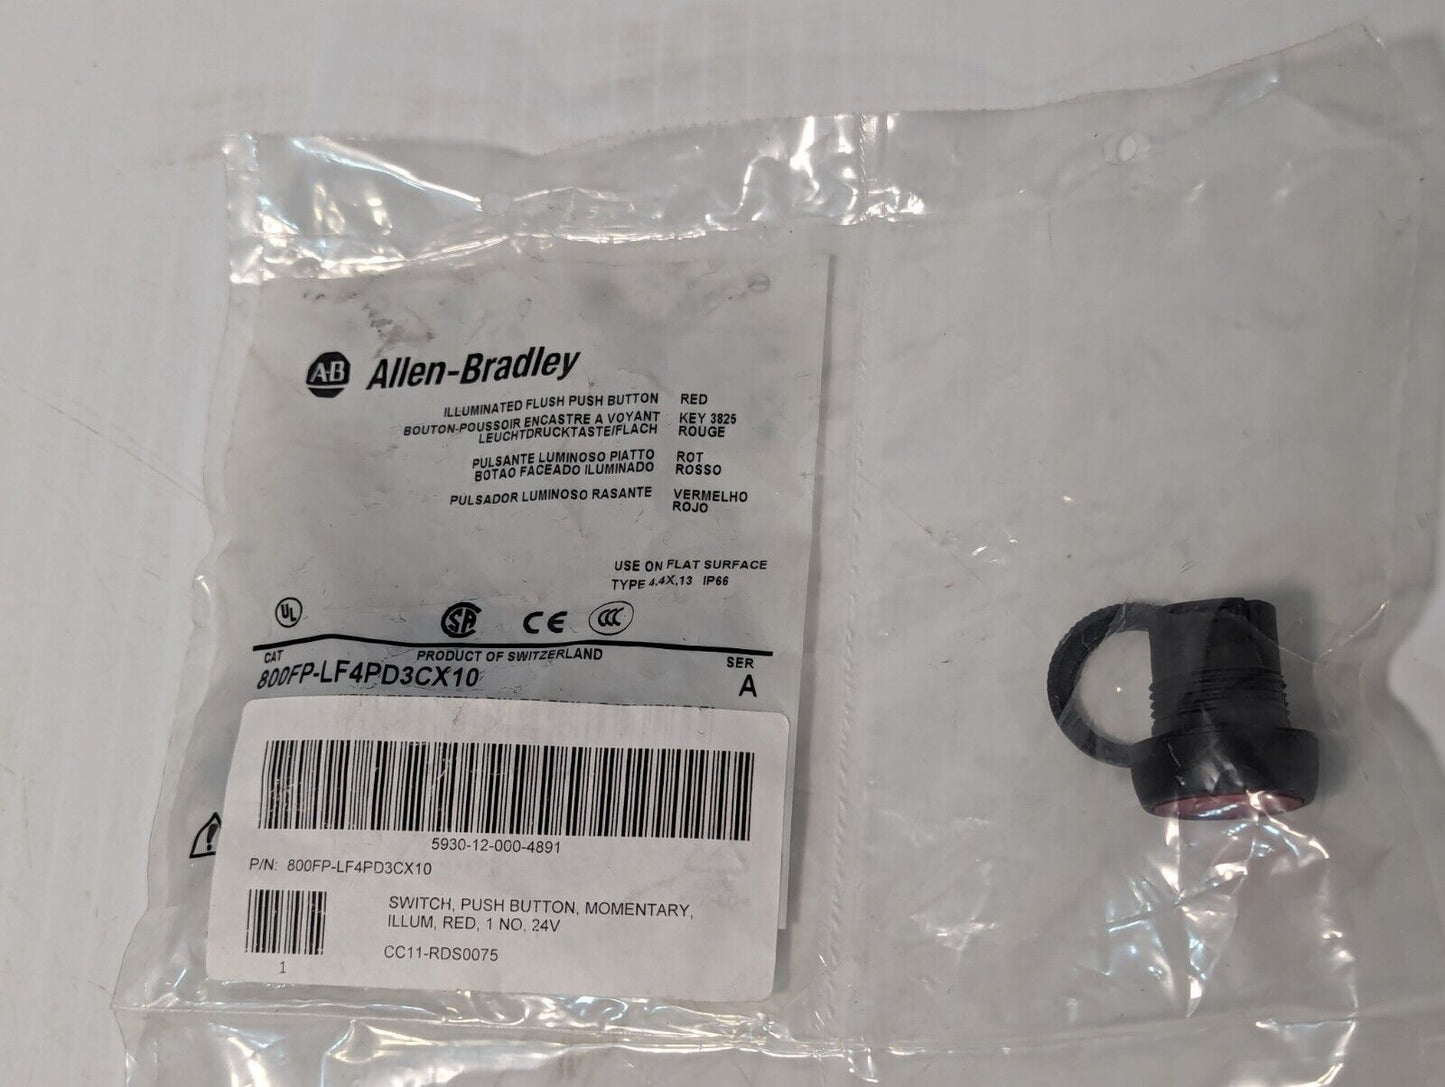 A-B Allen-Bradley
ILLUMINATED FLUSH PUSH BUTTON RED
BOUTON-POUSSOIR ENCASTRE A VOYANT KEY 3825
LEUCHTDRUCKTASTE/FLACH ROUGE
PULSANTE LUMINOSO PIATTO ROT
BOTAO FACEADO ILUMINADO ROSSO
PULSADOR LUMINOSO RASANTE VERMELHO
ROJO
USE ON FLAT SURFACE
TYPE 4,4X,13 IP66
UL SA CE CCC
CAT PRODUCT OF SWITZERLAND SER
800FP-LF4PD3CX10 A
5930-12-000-4891
P/N: 800FP-LF4PD3CX10
SWITCH, PUSH BUTTON, MOMENTARY,
ILLUM, RED, 1 NO, 24V
CC11-RDS0075
1